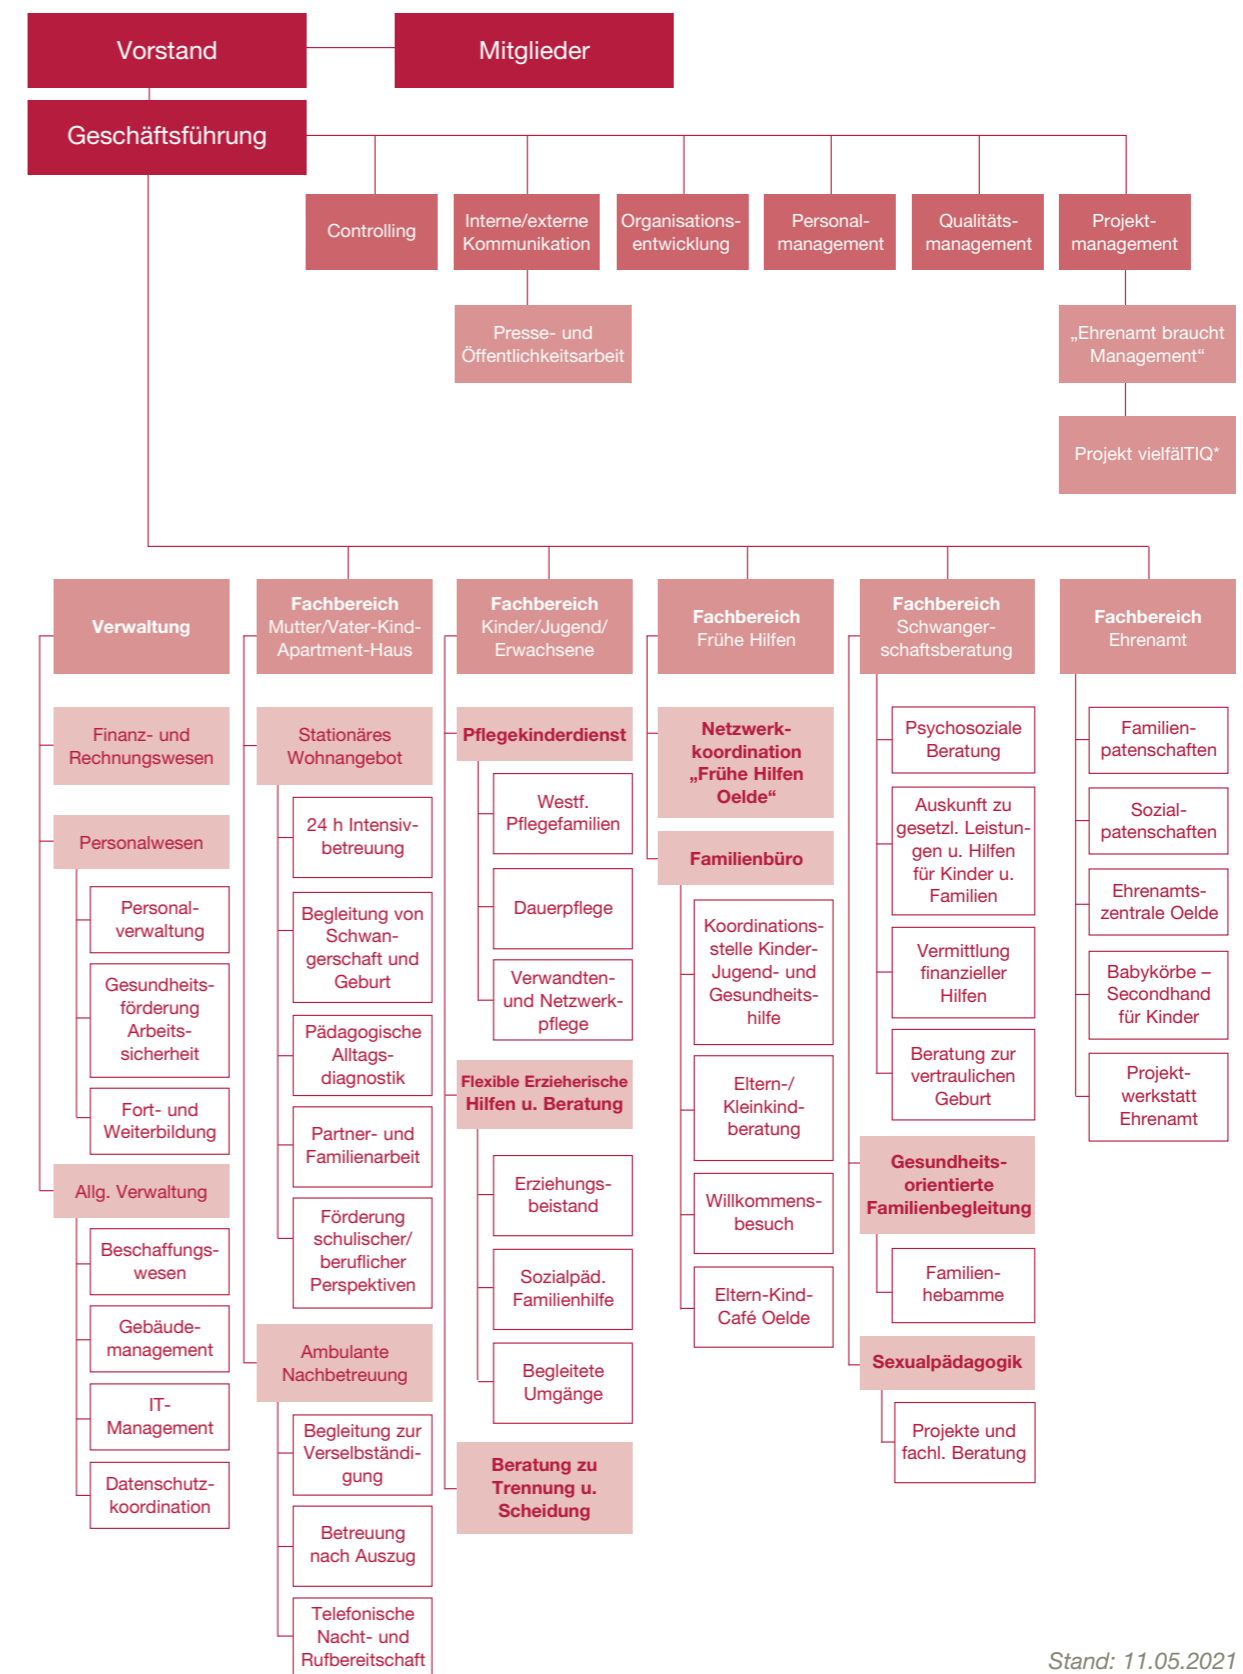 Vorstand
Mitglieder
Geschäftsführung
Controlling
Interne/externe
Kommunikation
Organisations-
entwicklung
Personal-
management
Qualitäts-
management
Projekt-
management
Presse- und
Öffentlichkeitsarbeit
„Ehrenamt braucht
Management“
Projekt vielfälTIQ*
Verwaltung
Finanz- und
Rechnungswesen
Personalwesen
Personal-
verwaltung
Gesundheits-
förderung
Arbeits-
sicherheit
Fort- und
Weiterbildung
Allg. Verwaltung
Beschaffungs-
wesen
Gebäude-
management
IT-
Management
Datenschutz-
koordination
Fachbereich
Mutter/Vater-Kind-
Apartment-Haus
Stationäres
Wohnangebot
24 h Intensiv-
betreuung
Begleitung von
Schwan-
gerschaft und
Geburt
Pädagogische
Alltags-
diagnostik
Partner- und
Familienarbeit
Förderung
schulischer/
beruflicher
Perspektiven
Ambulante
Nachbetreuung
Begleitung zur
Verselbständi-
gung
Betreuung
nach Auszug
Telefonische
Nacht- und
Rufbereitschaft
Fachbereich
Kinder/Jugend/
Erwachsene
Pflegekinderdienst
Westf.
Pflegefamilien
Dauerpflege
Verwandten-
und Netzwerk-
pflege
Flexible Erzieherische
Hilfen u. Beratung
Erziehungs-
beistand
Sozialpäd.
Familienhilfe
Begleitete
Umgänge
Beratung zu
Trennung u.
Scheidung
Fachbereich
Frühe Hilfen
Netzwerk-
koordination
„Frühe Hilfen
Oelde“
Familienbüro
Koordinations-
stelle Kinder-
Jugend- und
Gesundheits-
hilfe
Eltern-/
Kleinkind-
beratung
Willkommens-
besuch
Eltern-Kind-
Café Oelde
Fachbereich
Schwanger-
schaftsberatung
Psychosoziale
Beratung
Auskunft zu
gesetzl. Leistun-
gen u. Hilfen
für Kinder u.
Familien
Vermittlung
finanzieller
Hilfen
Beratung zur
vertraulichen
Geburt
Gesundheits-
orientierte
Familienbegleitung
Familien-
hebamme
Sexualpädagogik
Projekte und
fachl. Beratung
Fachbereich
Ehrenamt
Familien-
patenschaften
Sozial-
patenschaften
Ehrenamts-
zentrale Oelde
Babykörbe –
Secondhand
für Kinder
Projekt-
werkstatt
Ehrenamt
Stand: 11.05.2021